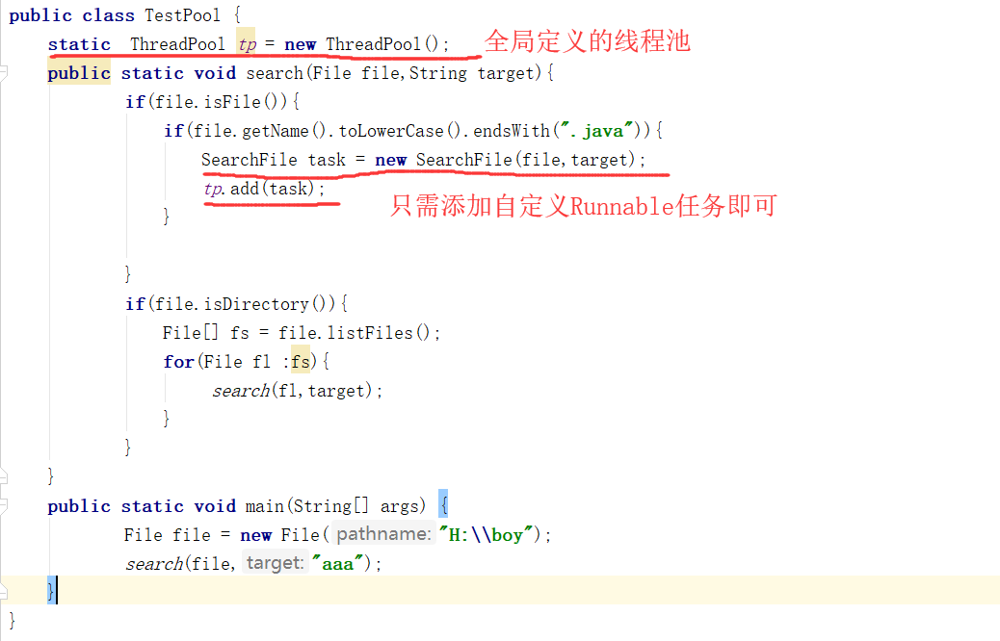 public class TestPool {
static ThreadPool tp = new ThreadPool(); 全局定义的线程池
public static void search(File file,String target){
if(file.isFile()){
if(file.getName().toLowerCase().endsWith(".java")){
SearchFile task = new SearchFile(file,target);
tp.add(task); 只需添加自定义Runnable任务即可
}
}
if(file.isDirectory()){
File[] fs = file.listFiles();
for(File fl :fs){
search(fl,target);
}
}
}
public static void main(String[] args) {
File file = new File( pathname: "H:\\boy");
search(file, target: "aaa");
}
}